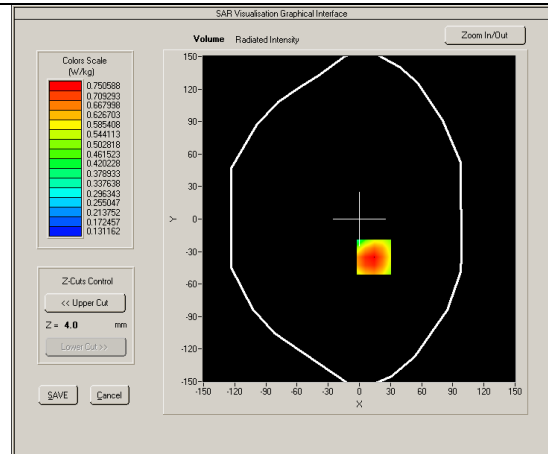 SAR Visualisation Graphical Interface
Volume Radiated Intensity
Zoom In/Out
Colors Scale
(W/kg)
0.750588
0.709293
0.667998
0.626703
0.585408
0.544113
0.502818
0.461523
0.420228
0.378933
0.337638
0.296343
0.255047
0.213752
0.172457
0.131162
Z-Cuts Control
<< Upper Cut
Z = 4.0 mm
Lower Cut >>
SAVE Cancel
150
120
90
60
30
0
-30
-60
-90
-120
-150
Y
-150 -120 -90 -60 -30 0 30 60 90 120 150
X